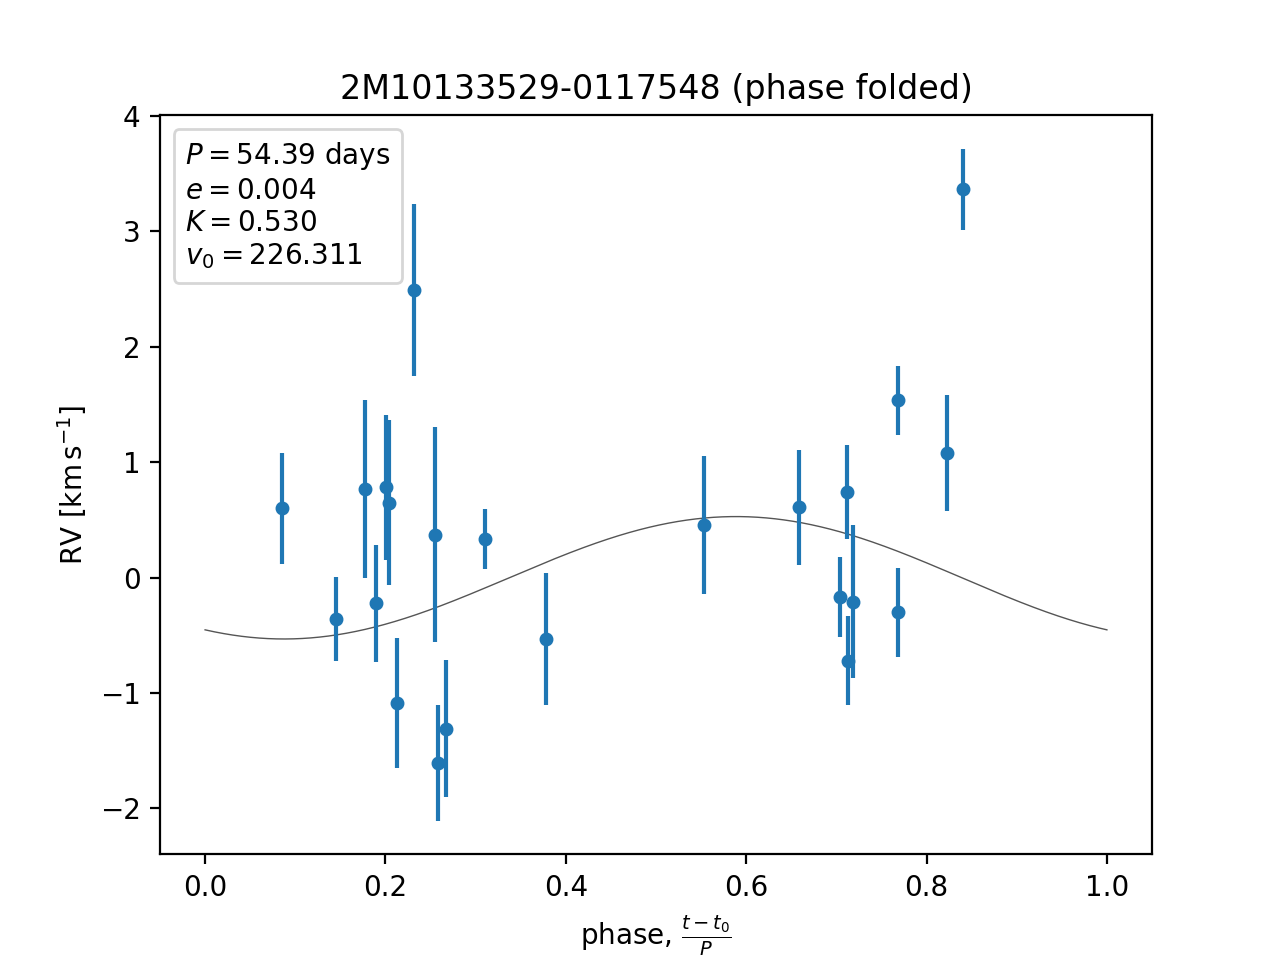 2M10133529-0117548 (phase folded)
P = 54.39 days
e = 0.004
K = 0.530
v₀ = 226.311
4
3
2
1
0
−1
−2
RV [km s⁻¹]
0.0 0.2 0.4 0.6 0.8 1.0
phase, (t − t₀)/P